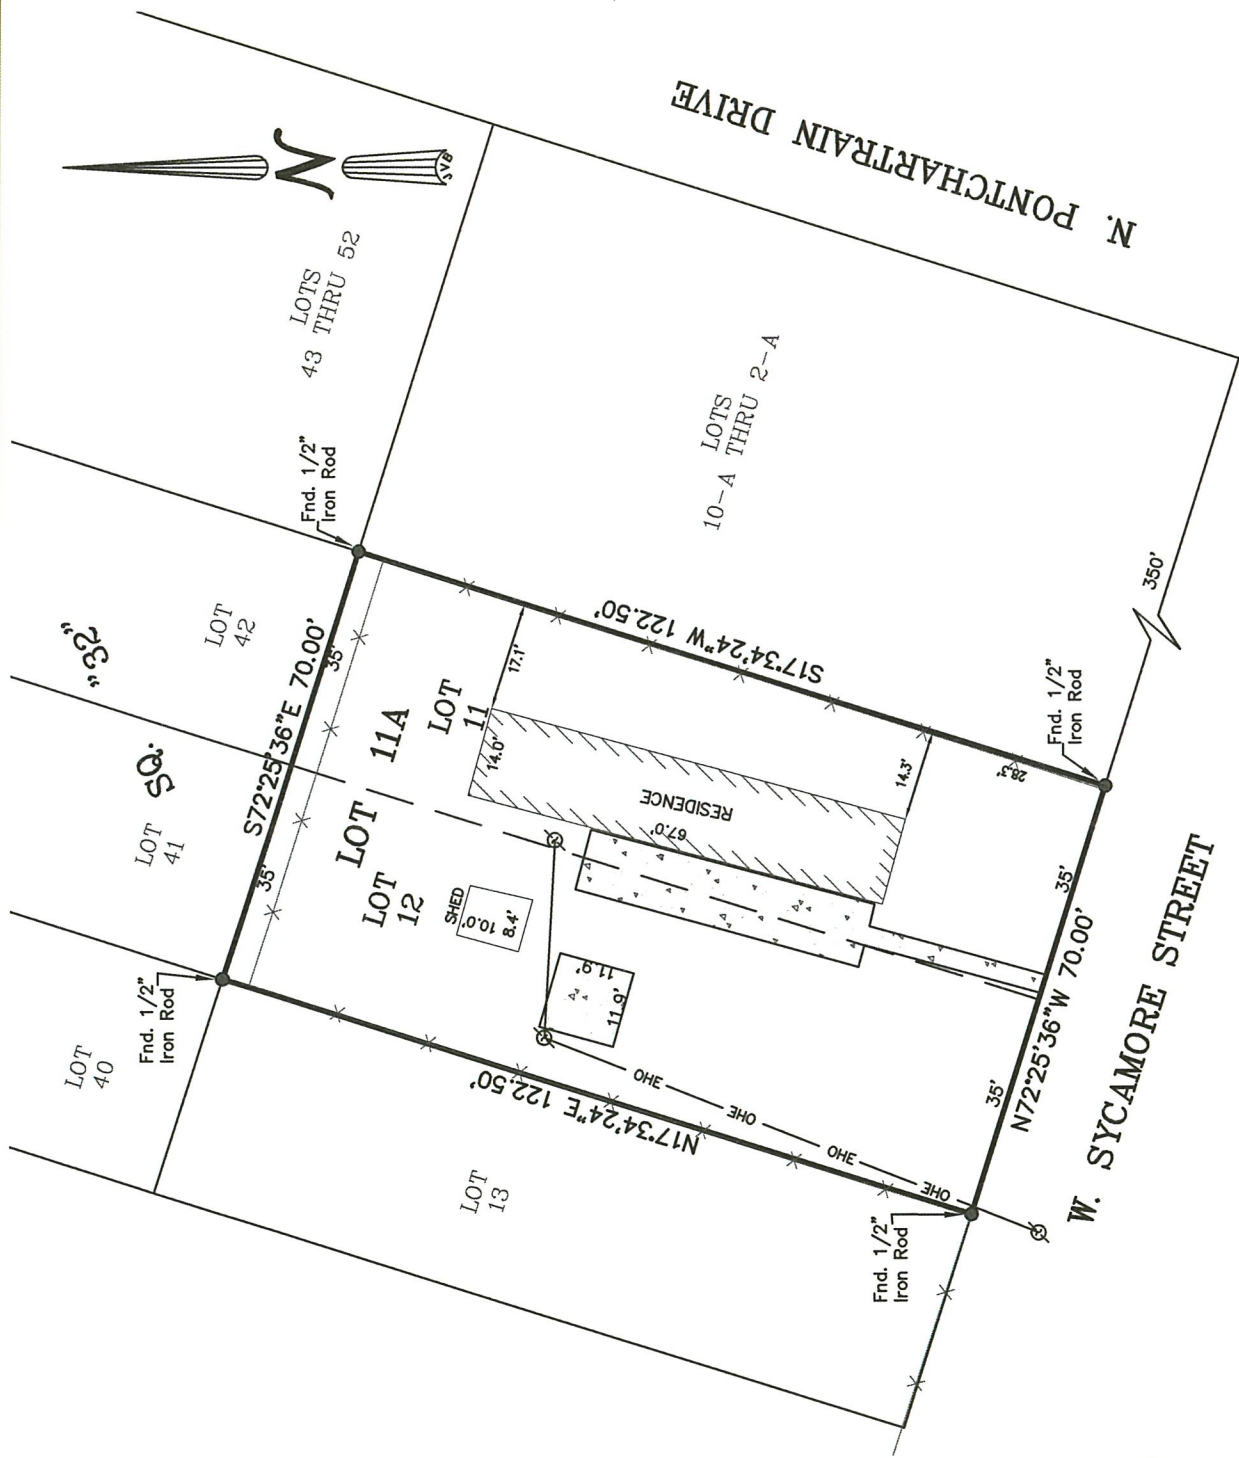 N. PONTCHARTRAIN DRIVE
N
JVB
LOTS
43 THRU 52
LOTS
10-A THRU 2-A
Fnd. 1/2"
Iron Rod
LOT
42
SQ. "32"
LOT
41
LOT
40
Fnd. 1/2"
Iron Rod
S72°25'36"E 70.00'
35'
35'
LOT 11A
LOT
11
LOT
12
17.1'
S17°34'24"W 122.50'
14.0'
RESIDENCE
67.0'
14.3'
28.3'
SHED
10.0'
8.4'
11.9'
11.9'
N17°34'24"E 122.50'
OHE
OHE
OHE
OHE
LOT
13
Fnd. 1/2"
Iron Rod
Fnd. 1/2"
Iron Rod
350'
35'
35'
N72°25'36"W 70.00'
W. SYCAMORE STREET